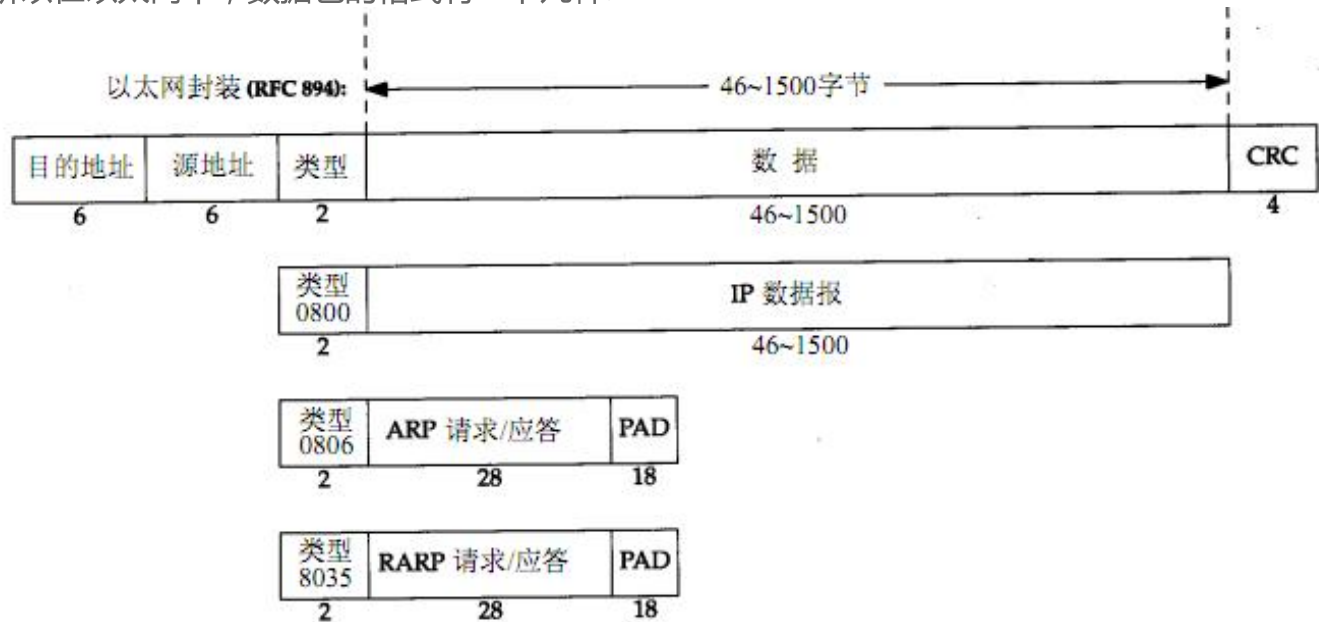 以太网封装 (RFC 894):
46~1500字节
目的地址 源地址 类型 数 据 CRC
6 6 2 46~1500 4
类型
0800
IP 数据报
2 46~1500
类型
0806
ARP 请求/应答 PAD
2 28 18
类型
8035
RARP 请求/应答 PAD
2 28 18